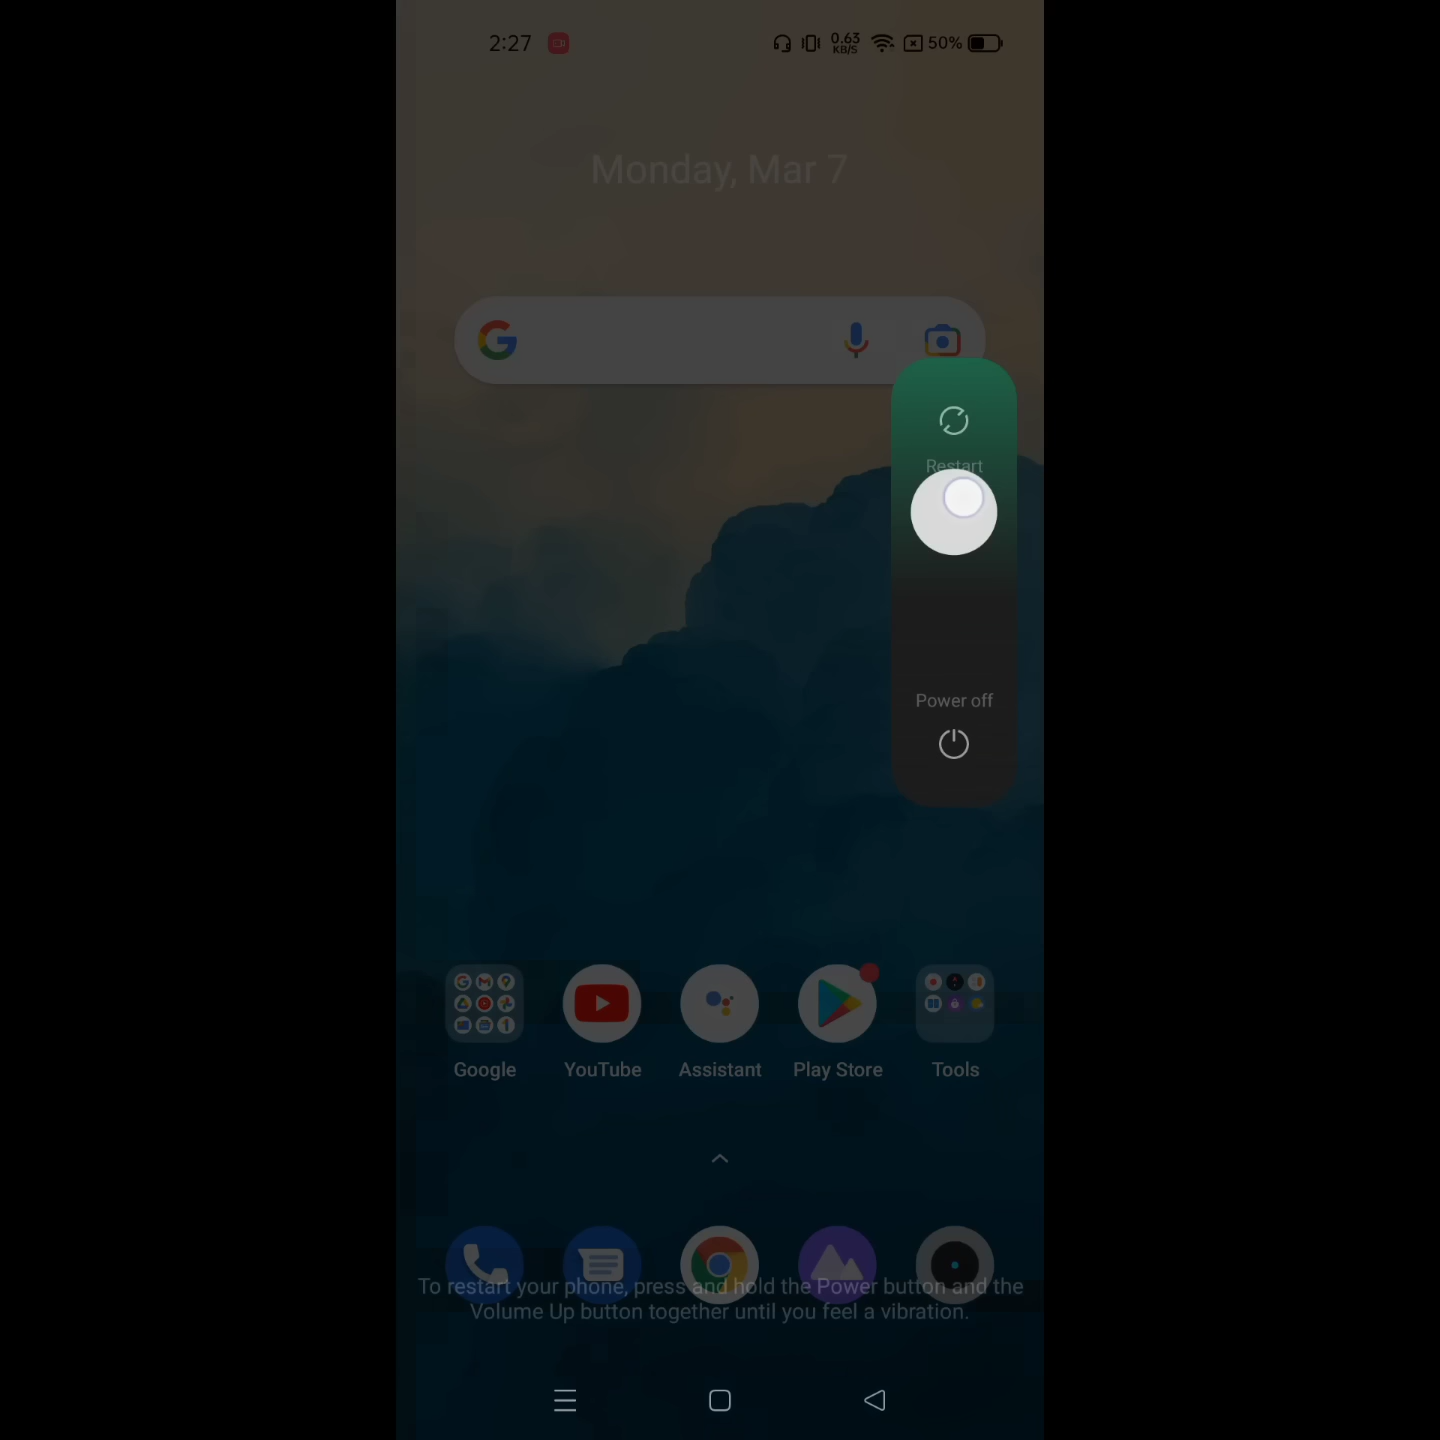 2:27
0.63
KB/S
50%
Monday, Mar 7
Restart
Power off
Google YouTube Assistant Play Store Tools
To restart your phone, press and hold the Power button and the
Volume Up button together until you feel a vibration.